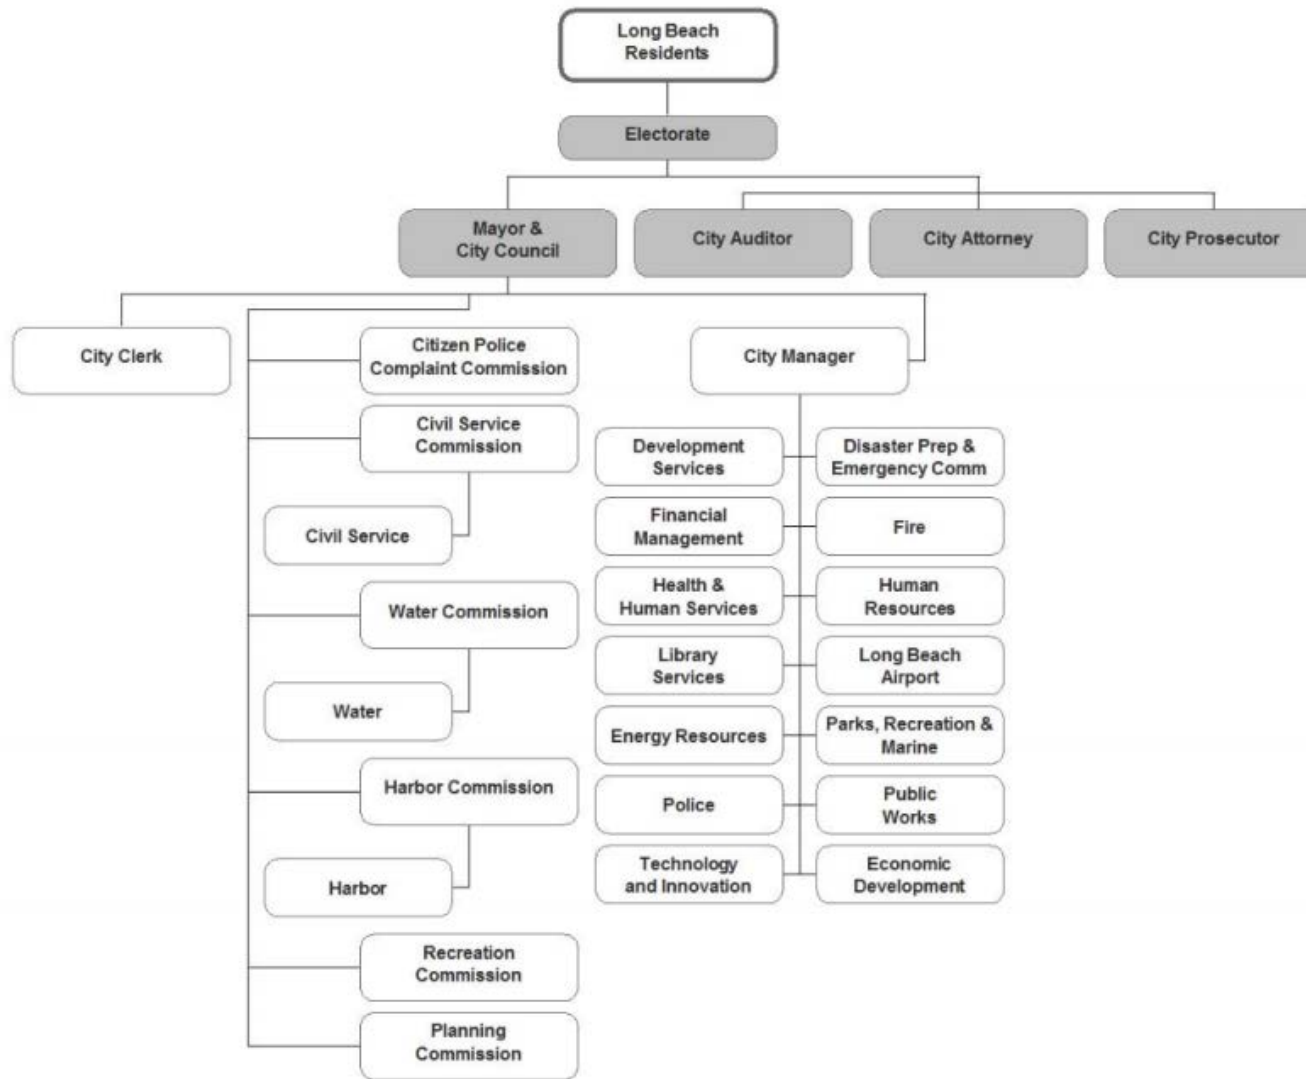 Long Beach
Residents
Electorate
Mayor &
City Council
City Auditor
City Attorney
City Prosecutor
City Clerk
Citizen Police
Complaint Commission
Civil Service
Commission
Civil Service
Water Commission
Water
Harbor Commission
Harbor
Recreation
Commission
Planning
Commission
City Manager
Development
Services
Disaster Prep &
Emergency Comm
Financial
Management
Fire
Health &
Human Services
Human
Resources
Library
Services
Long Beach
Airport
Energy Resources
Parks, Recreation &
Marine
Police
Public
Works
Technology
and Innovation
Economic
Development